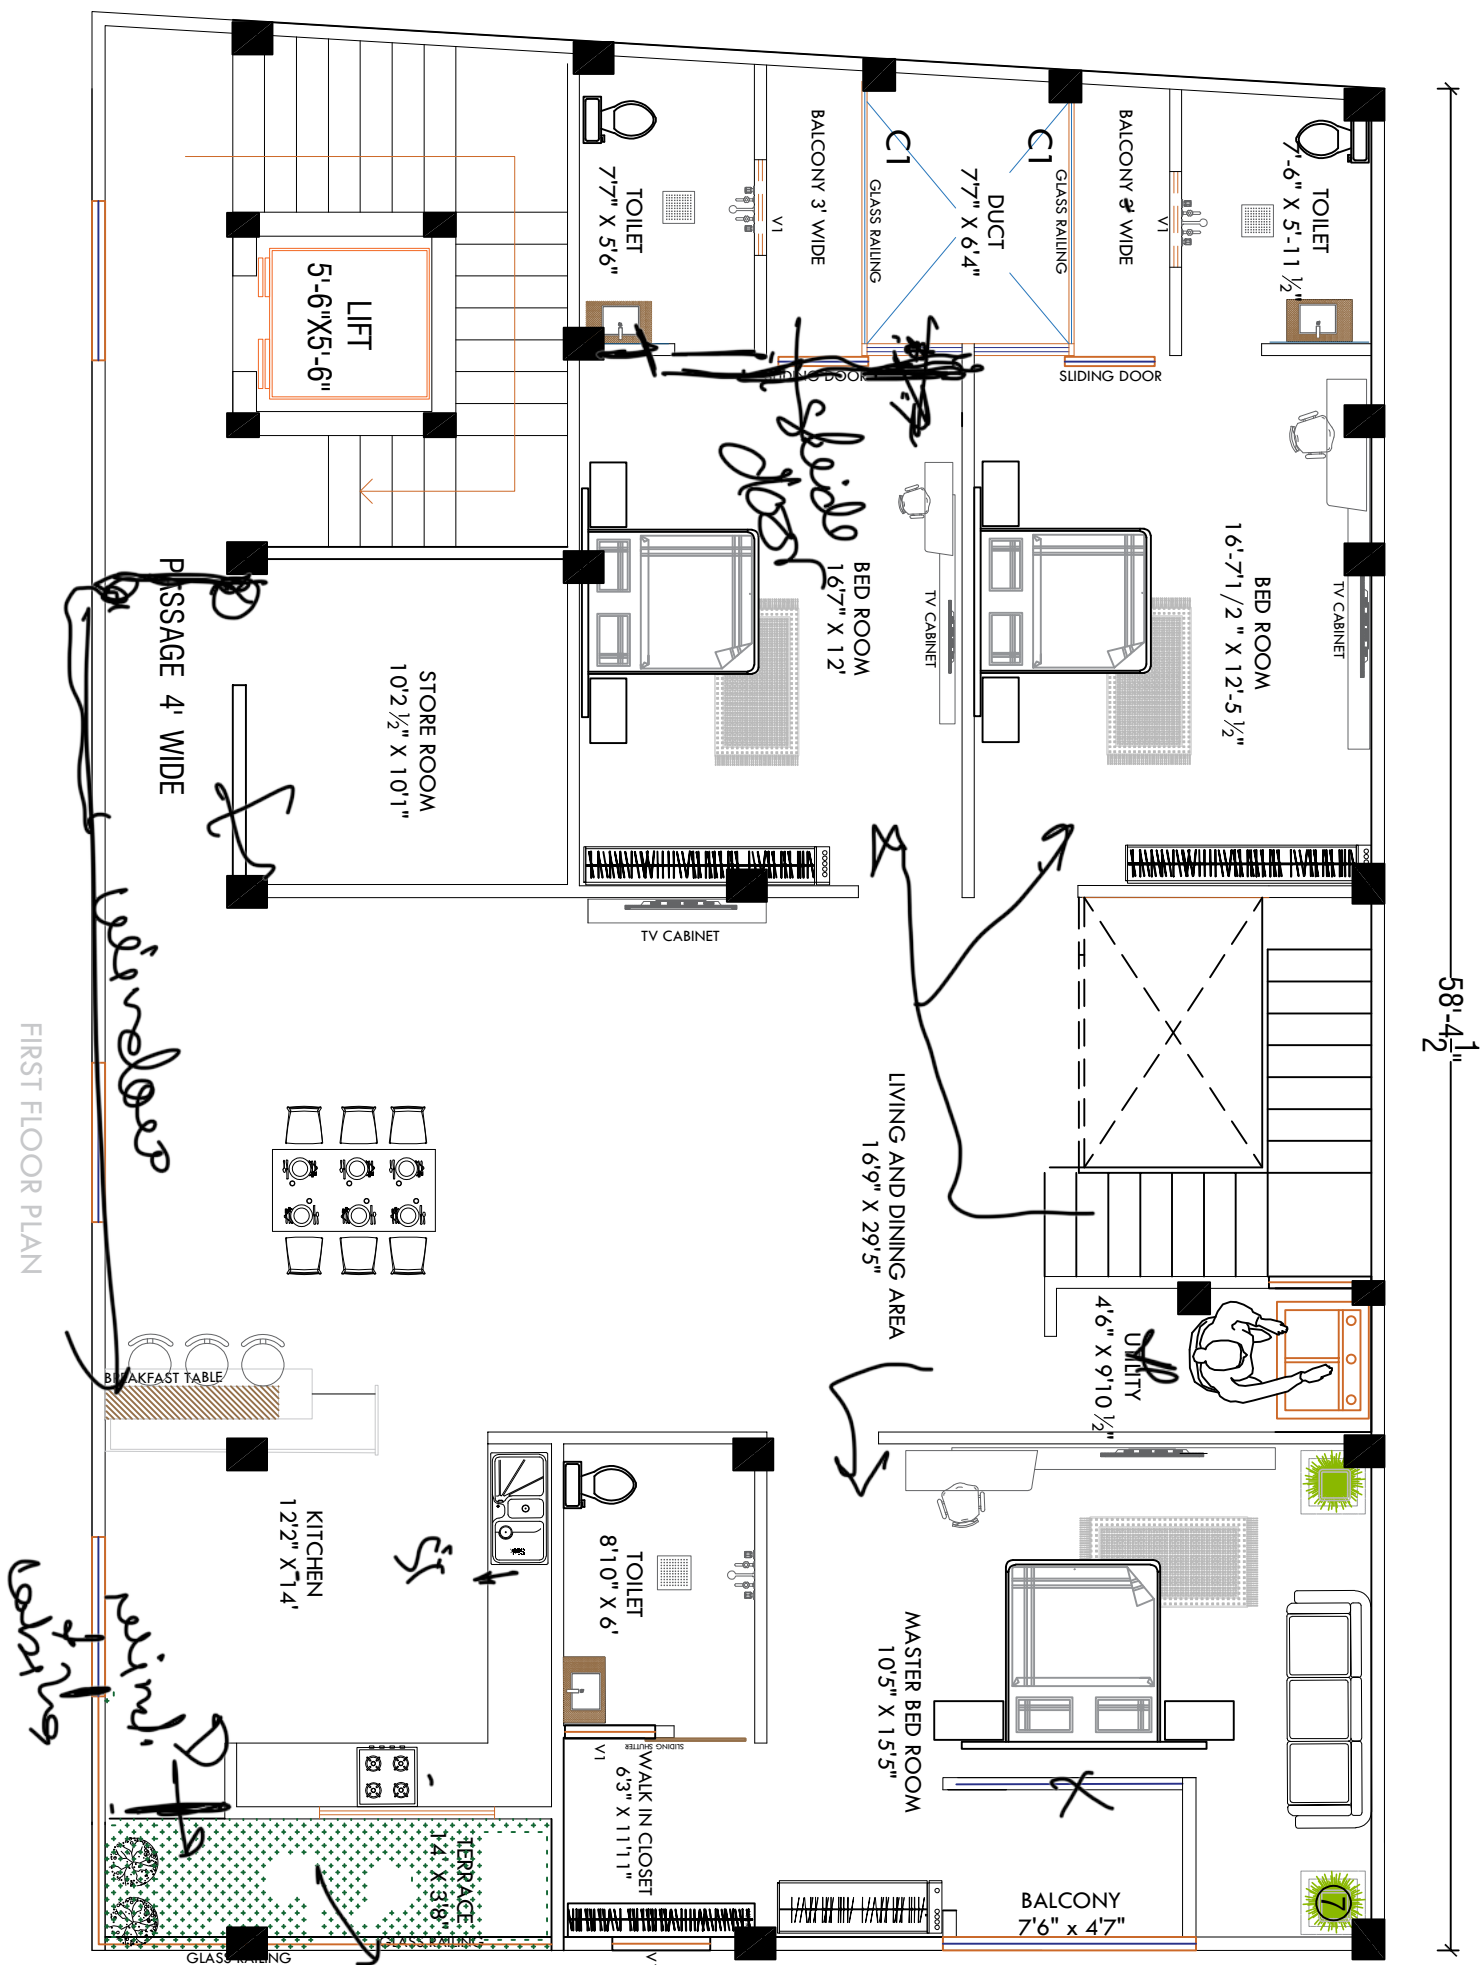 TOILET
7'7" X 5'6"
BALCONY 3' WIDE
V1
C1
GLASS RAILING
DUCT
7'7" X 6'4"
C1
GLASS RAILING
BALCONY 3' WIDE
V1
TOILET
7'-6" X 5'-11 ½"
LIFT
5'-6"X5'-6"
SLIDING DOOR
SLIDING DOOR
BED ROOM
16'7" X 12'
TV CABINET
BED ROOM
16'-7'1/2 " X 12'-5 ½"
TV CABINET
PASSAGE 4' WIDE
STORE ROOM
10'2 ½" X 10'1"
TV CABINET
58'-4½"
LIVING AND DINING AREA
16'9" X 29'5"
FIRST FLOOR PLAN
UTILITY
4'6" X 9'10 ½"
BREAKFAST TABLE
KITCHEN
12'2" X 14'
TOILET
8'10" X 6'
MASTER BED ROOM
10'5" X 15'5"
V1
SLIDING SHUTTER
WALK IN CLOSET
6'3" X 11'11"
TERRACE
14' X 3'8"
GLASS RAILING
GLASS RAILING
BALCONY
7'6" x 4'7"
7